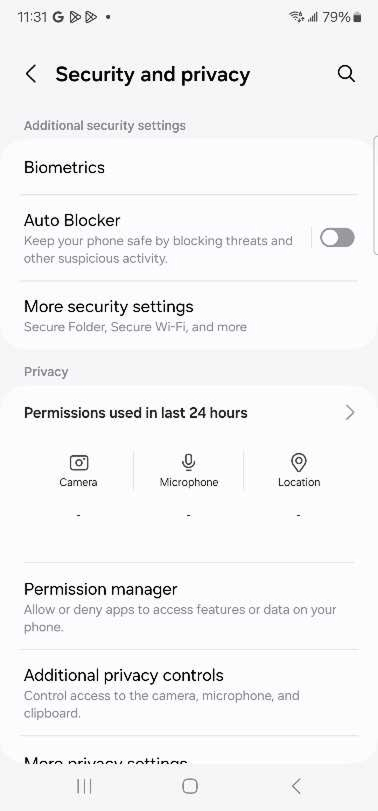 11:31 G 79%
Security and privacy
Additional security settings
Biometrics
Auto Blocker
Keep your phone safe by blocking threats and
other suspicious activity.
More security settings
Secure Folder, Secure Wi-Fi, and more
Privacy
Permissions used in last 24 hours
Camera Microphone Location
- - -
Permission manager
Allow or deny apps to access features or data on your
phone.
Additional privacy controls
Control access to the camera, microphone, and
clipboard.
More privacy settings